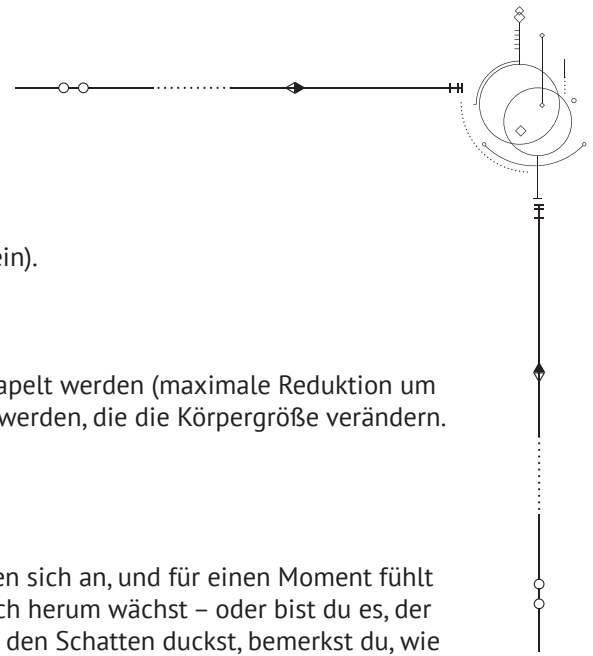 ein).
apelt werden (maximale Reduktion um
werden, die die Körpergröße verändern.
en sich an, und für einen Moment fühlt
ch herum wächst – oder bist du es, der
den Schatten duckst, bemerkst du, wie